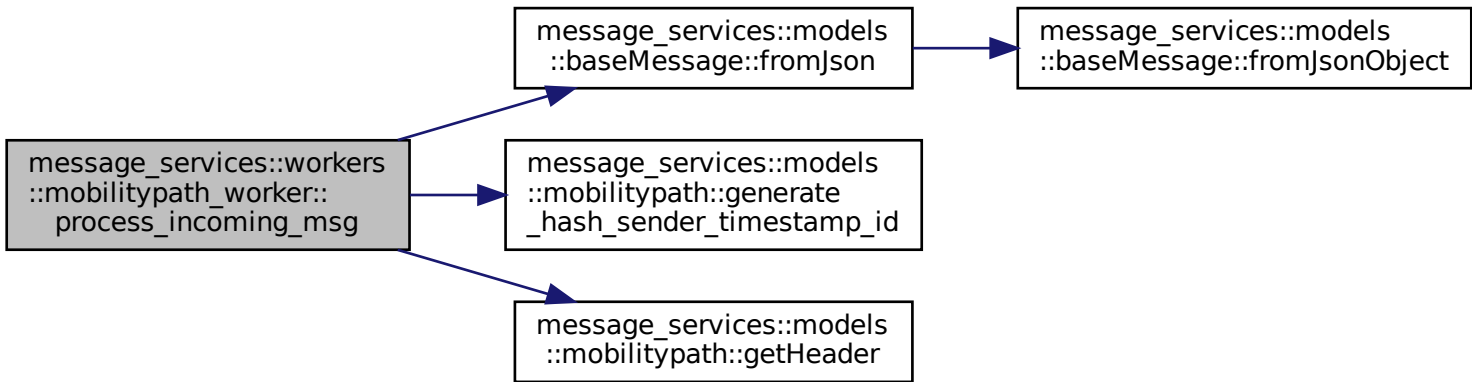 message_services::workers
::mobilitypath_worker::
process_incoming_msg
message_services::models
::baseMessage::fromJson
message_services::models
::baseMessage::fromJsonObject
message_services::models
::mobilitypath::generate
_hash_sender_timestamp_id
message_services::models
::mobilitypath::getHeader